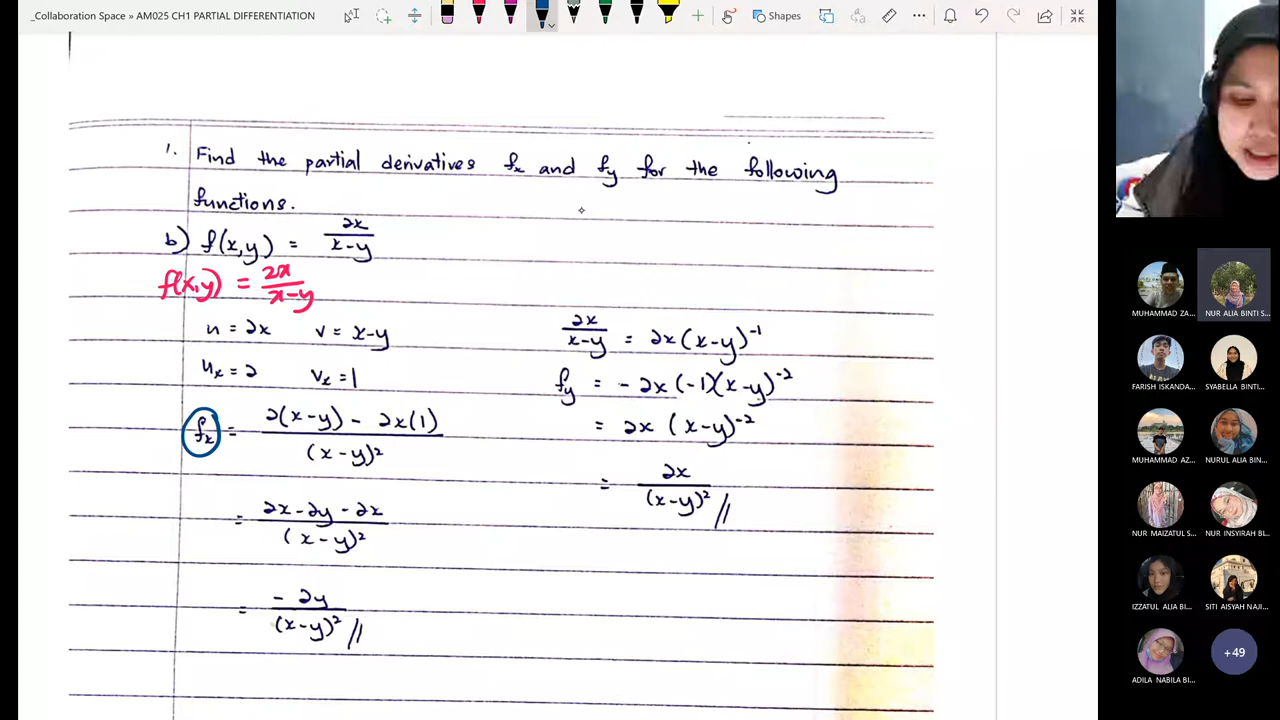 _Collaboration Space » AM025 CH1 PARTIAL DIFFERENTIATION
Shapes
1. Find the partial derivatives fx and fy for the following
functions.
b) f(x,y) = 2x/(x-y)
f(x,y) = 2x/(x-y)
u = 2x v = x-y
ux = 2 vx = 1
fx = (2(x-y) - 2x(1))/(x-y)²
= (2x-2y-2x)/(x-y)²
= -2y/(x-y)² //
2x/(x-y) = 2x(x-y)⁻¹
fy = -2x(-1)(x-y)⁻²
= 2x (x-y)⁻²
= 2x/(x-y)² //
MUHAMMAD ZA...
NUR ALIA BINTI S...
FARISH ISKANDA...
SYABELLA BINTI...
MUHAMMAD AZ...
NURUL ALIA BIN...
NUR MAIZATUL S...
NUR INSYIRAH BI...
IZZATUL ALIA BI...
SITI AISYAH NAJI...
ADILA NABILA BI...
+49